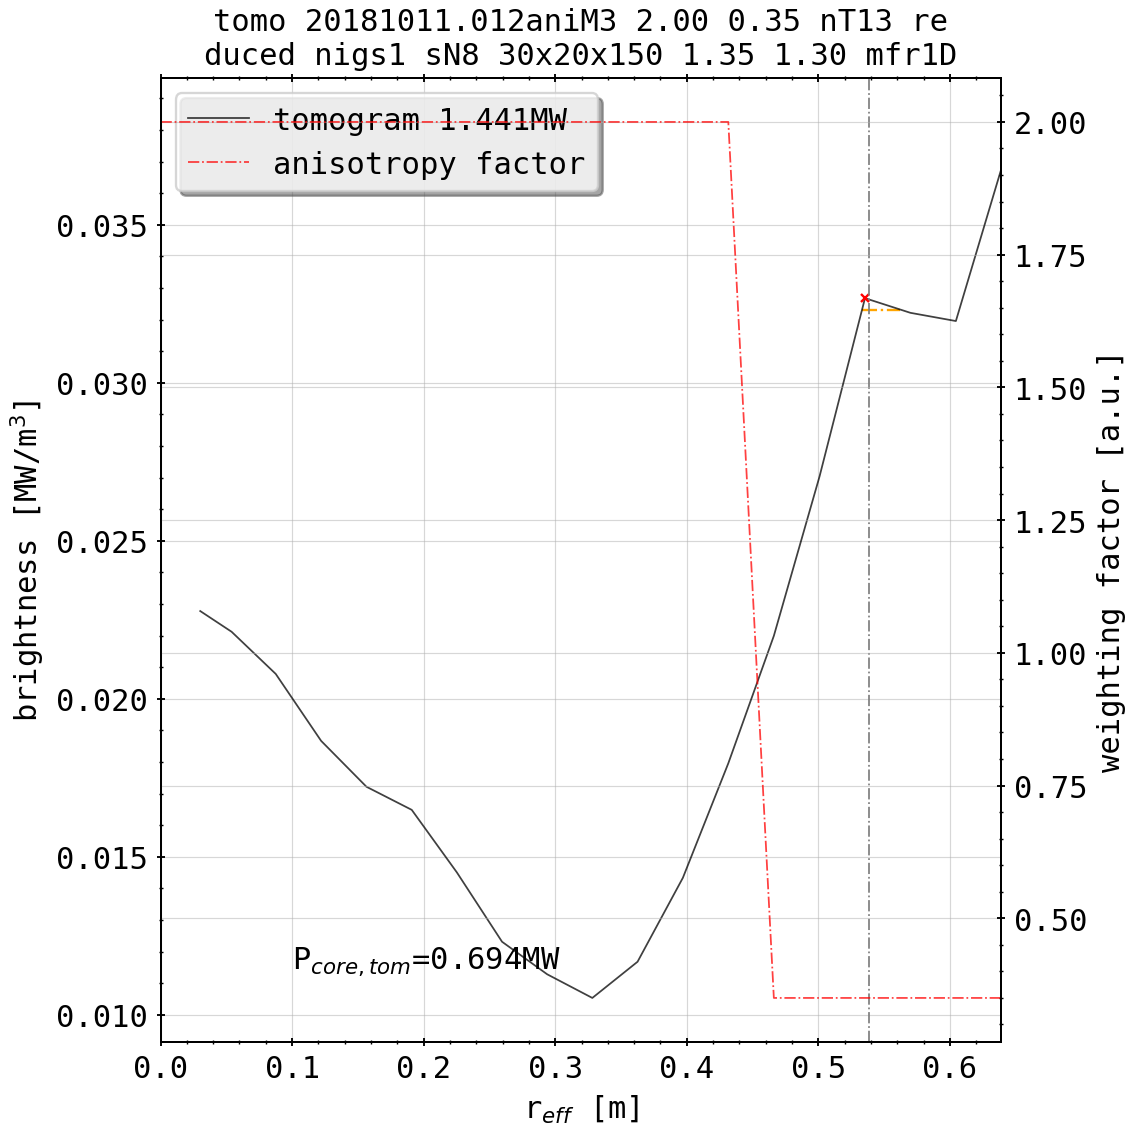 tomo 20181011.012aniM3 2.00 0.35 nT13 re
duced nigs1 sN8 30x20x150 1.35 1.30 mfr1D
tomogram 1.441MW
anisotropy factor
brightness [MW/m³]
0.035
0.030
0.025
0.020
0.015
0.010
2.00
1.75
1.50
1.25
1.00
0.75
0.50
weighting factor [a.u.]
P_core,tom=0.694MW
0.0 0.1 0.2 0.3 0.4 0.5 0.6
r_eff [m]